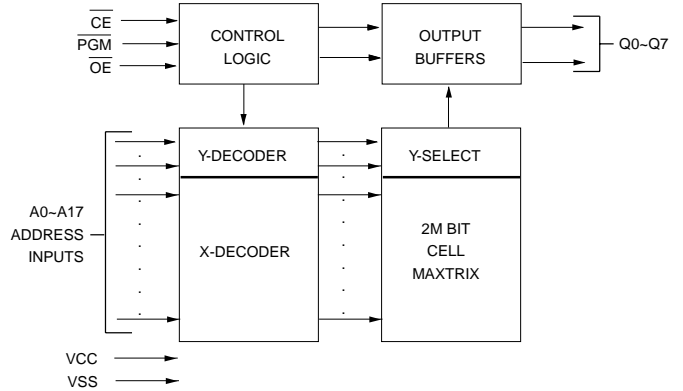 CE
PGM
OE
CONTROL
LOGIC
OUTPUT
BUFFERS
Q0~Q7
Y-DECODER
Y-SELECT
A0~A17
ADDRESS
INPUTS
X-DECODER
2M BIT
CELL
MAXTRIX
VCC
VSS